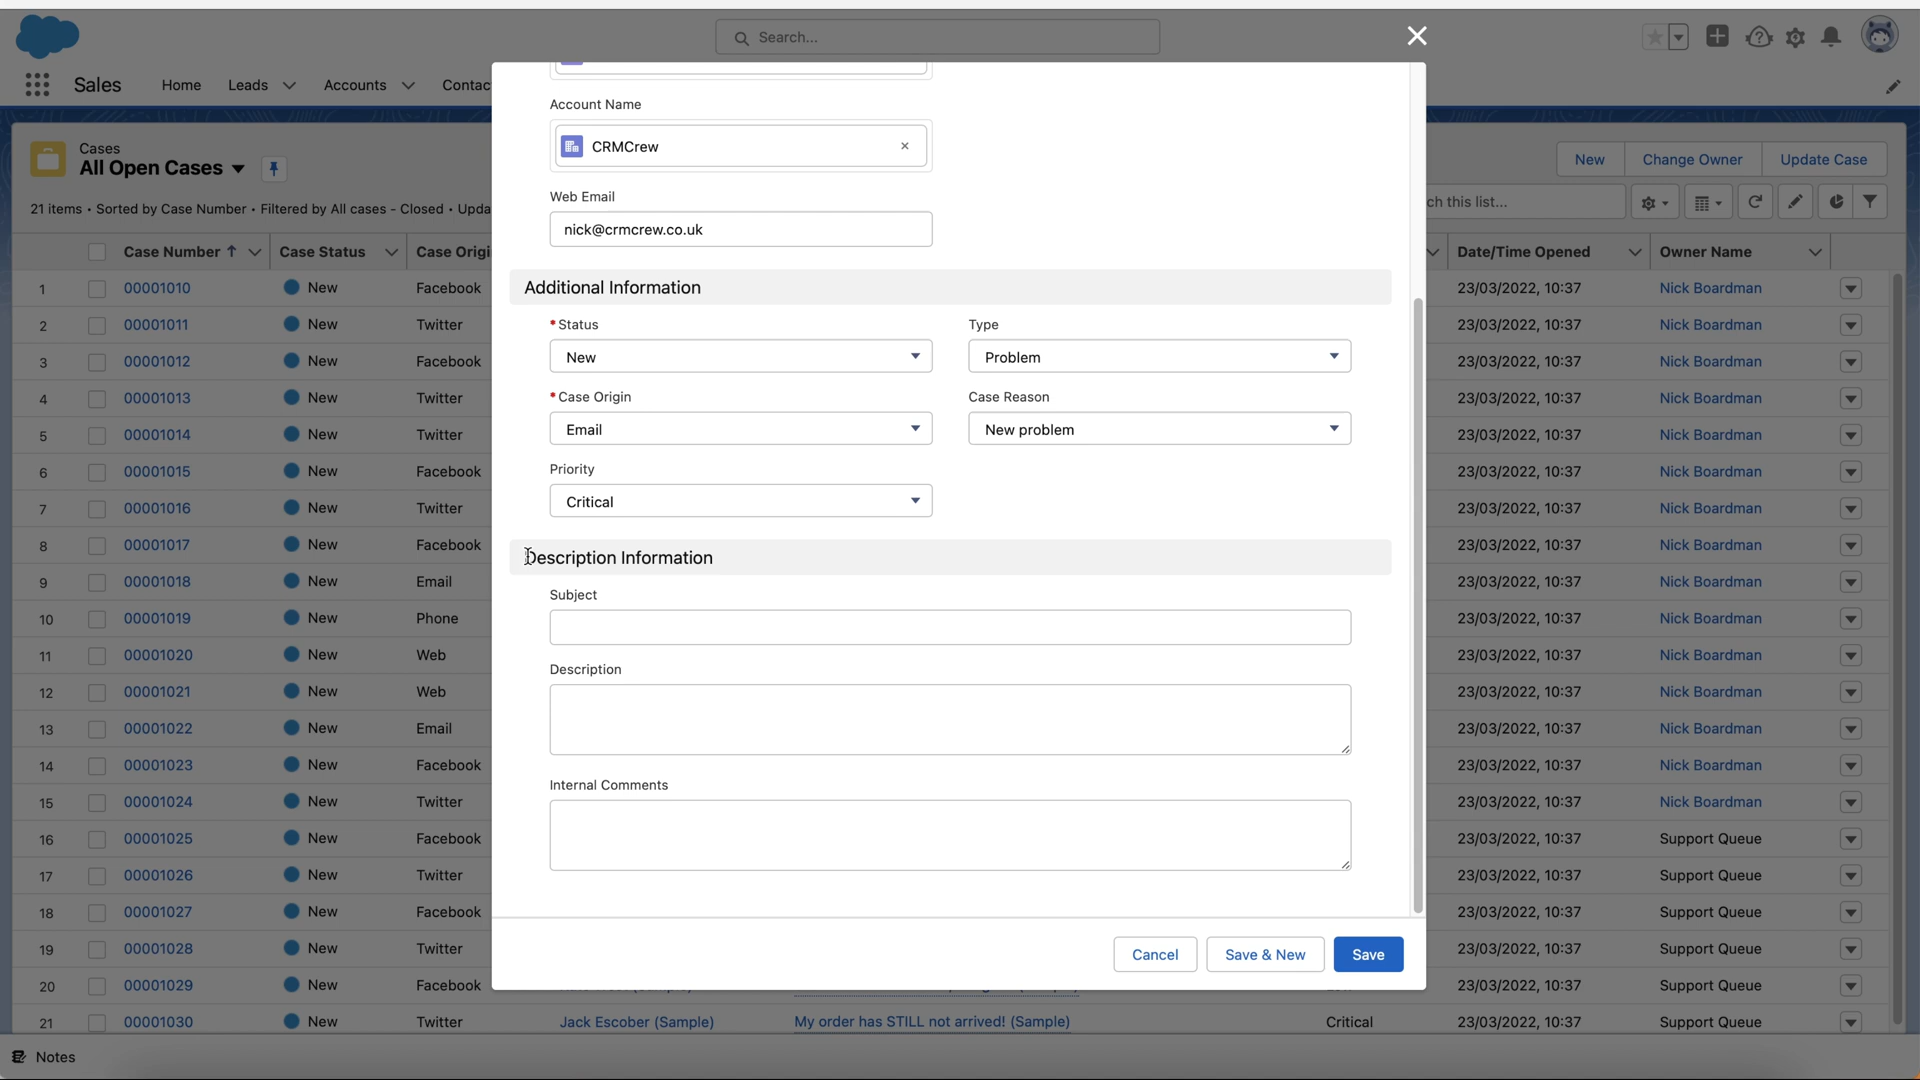 Search...
Sales
Home
Leads
Accounts
Contac
Cases
All Open Cases
21 items • Sorted by Case Number • Filtered by All cases - Closed • Upda
New
Change Owner
Update Case
ch this list...
Case Number
Case Status
Case Origi
Date/Time Opened
Owner Name
1 00001010 New Facebook 23/03/2022, 10:37 Nick Boardman
2 00001011 New Twitter 23/03/2022, 10:37 Nick Boardman
3 00001012 New Facebook 23/03/2022, 10:37 Nick Boardman
4 00001013 New Twitter 23/03/2022, 10:37 Nick Boardman
5 00001014 New Twitter 23/03/2022, 10:37 Nick Boardman
6 00001015 New Facebook 23/03/2022, 10:37 Nick Boardman
7 00001016 New Twitter 23/03/2022, 10:37 Nick Boardman
8 00001017 New Facebook 23/03/2022, 10:37 Nick Boardman
9 00001018 New Email 23/03/2022, 10:37 Nick Boardman
10 00001019 New Phone 23/03/2022, 10:37 Nick Boardman
11 00001020 New Web 23/03/2022, 10:37 Nick Boardman
12 00001021 New Web 23/03/2022, 10:37 Nick Boardman
13 00001022 New Email 23/03/2022, 10:37 Nick Boardman
14 00001023 New Facebook 23/03/2022, 10:37 Nick Boardman
15 00001024 New Twitter 23/03/2022, 10:37 Nick Boardman
16 00001025 New Facebook 23/03/2022, 10:37 Support Queue
17 00001026 New Twitter 23/03/2022, 10:37 Support Queue
18 00001027 New Facebook 23/03/2022, 10:37 Support Queue
19 00001028 New Twitter 23/03/2022, 10:37 Support Queue
20 00001029 New Facebook 23/03/2022, 10:37 Support Queue
21 00001030 New Twitter Jack Escober (Sample) My order has STILL not arrived! (Sample) Critical 23/03/2022, 10:37 Support Queue
Account Name
CRMCrew
Web Email
nick@crmcrew.co.uk
Additional Information
*Status
New
Type
Problem
*Case Origin
Email
Case Reason
New problem
Priority
Critical
Description Information
Subject
Description
Internal Comments
Cancel
Save & New
Save
Notes